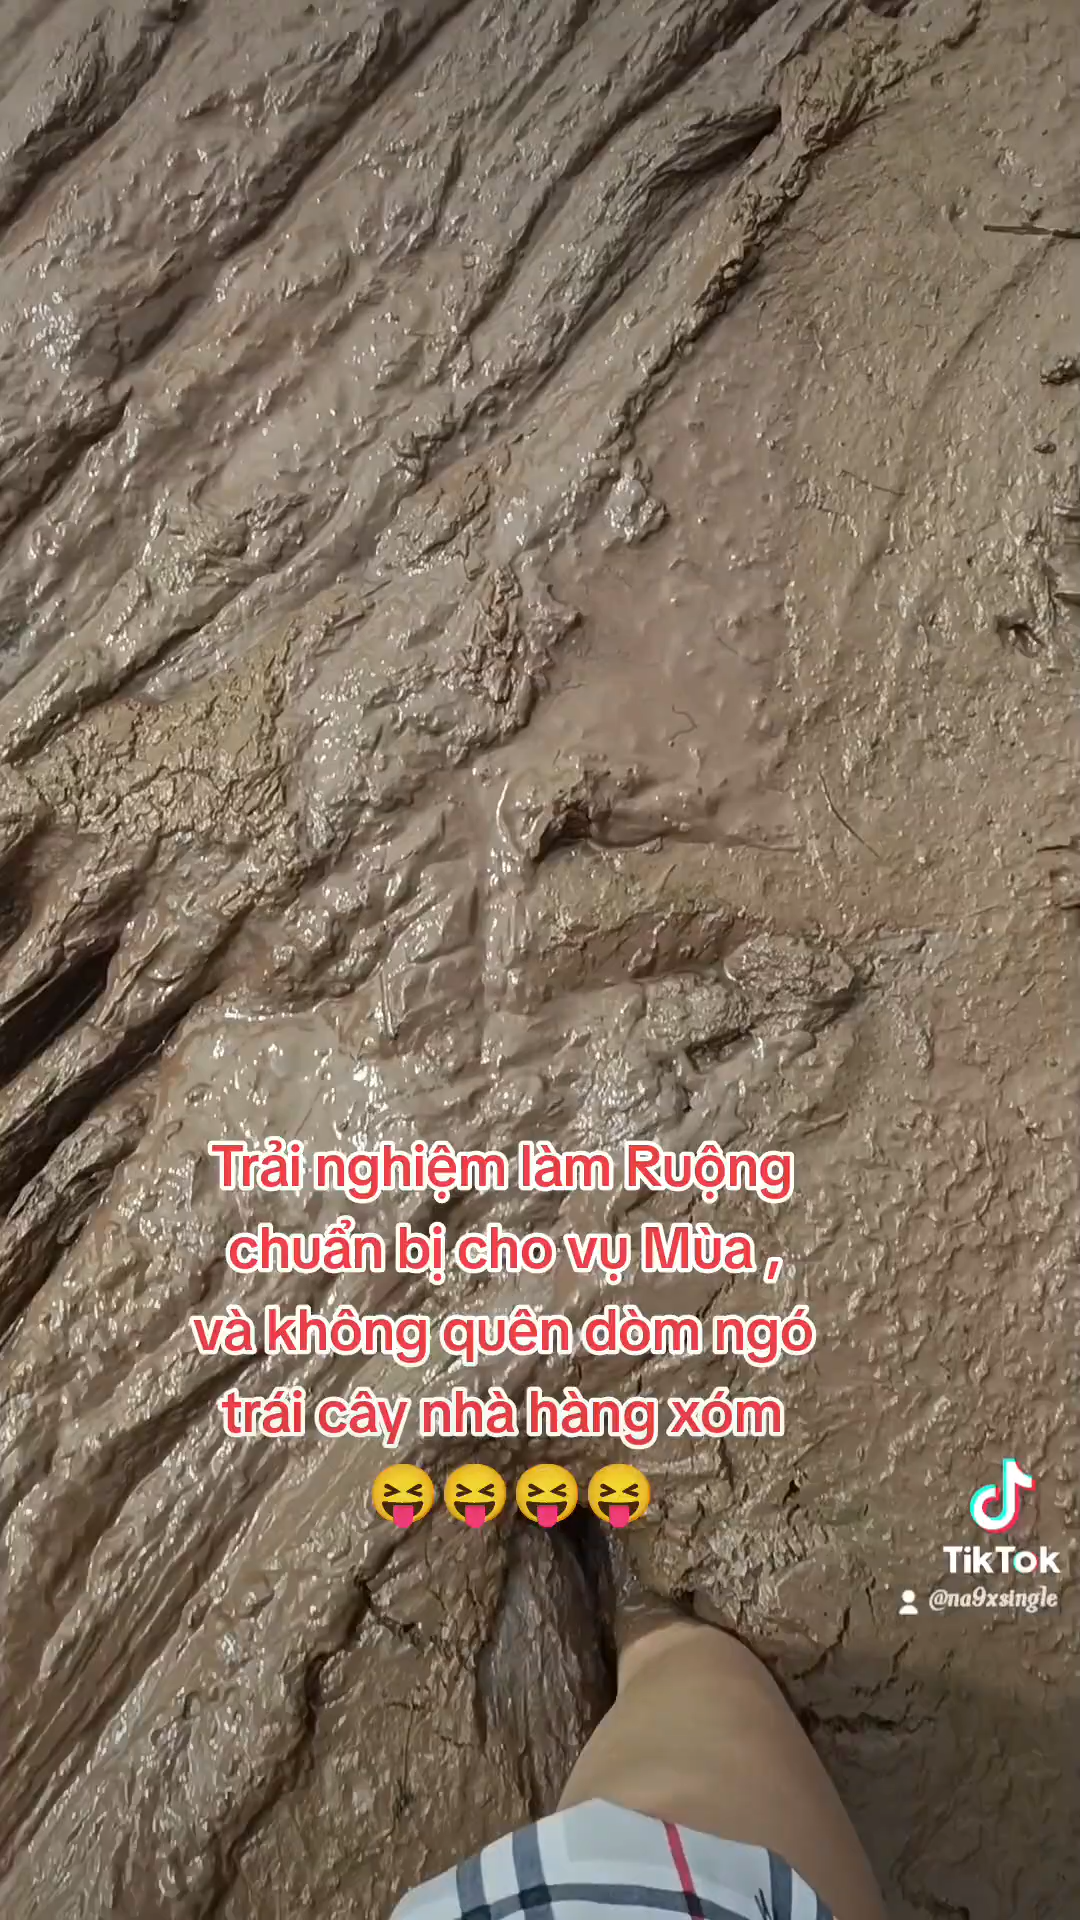 Trải nghiệm làm Ruộng
chuẩn bị cho vụ Mùa ,
và không quên dòm ngó
trái cây nhà hàng xóm
😝😝😝😝
TikTok
@na9xsingle